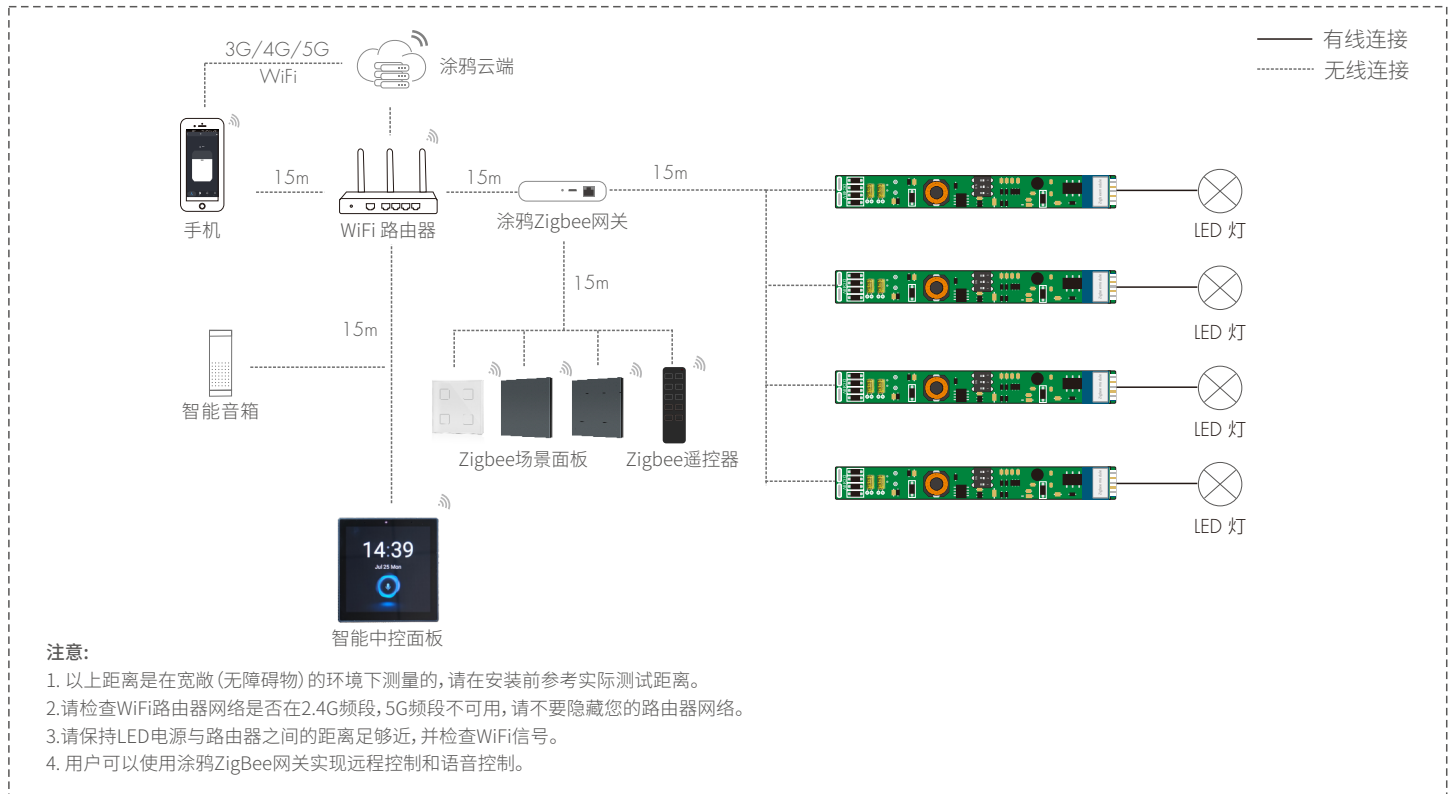 3G/4G/5G
WiFi
涂鸦云端
有线连接
无线连接
15m
15m
15m
手机
WiFi 路由器
涂鸦Zigbee网关
LED 灯
15m
15m
LED 灯
智能音箱
Zigbee场景面板
Zigbee遥控器
LED 灯
14:39
Jul 25 Mon
LED 灯
智能中控面板
注意:
1. 以上距离是在宽敞(无障碍物)的环境下测量的,请在安装前参考实际测试距离。
2.请检查WiFi路由器网络是否在2.4G频段,5G频段不可用,请不要隐藏您的路由器网络。
3.请保持LED电源与路由器之间的距离足够近,并检查WiFi信号。
4. 用户可以使用涂鸦ZigBee网关实现远程控制和语音控制。